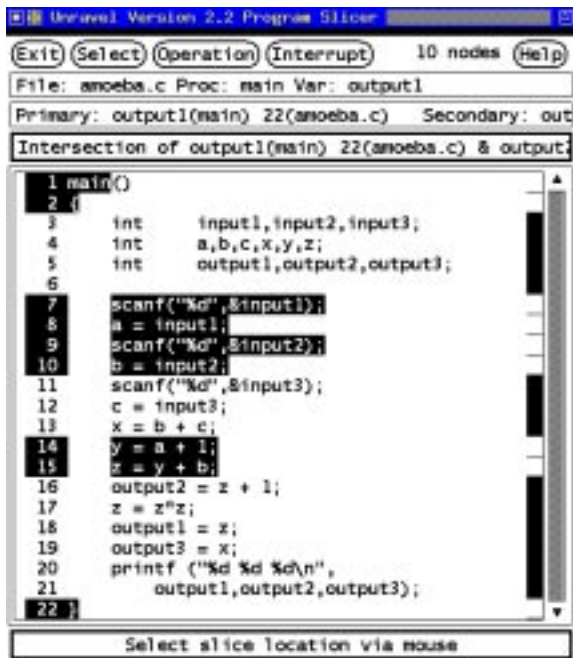 Unravel Version 2.2 Program Slicer
Exit Select Operation Interrupt 10 nodes Help
File: amoeba.c Proc: main Var: output1
Primary: output1(main) 22(amoeba.c) Secondary: out
Intersection of output1(main) 22(amoeba.c) & output2
1 main()
2 {
3 int input1,input2,input3;
4 int a,b,c,x,y,z;
5 int output1,output2,output3;
6
7 scanf("%d",&input1);
8 a = input1;
9 scanf("%d",&input2);
10 b = input2;
11 scanf("%d",&input3);
12 c = input3;
13 x = b + c;
14 y = a + 1;
15 z = y + b;
16 output2 = z + 1;
17 z = z*z;
18 output1 = z;
19 output3 = x;
20 printf ("%d %d %d\n",
21 output1,output2,output3);
22 }
Select slice location via mouse